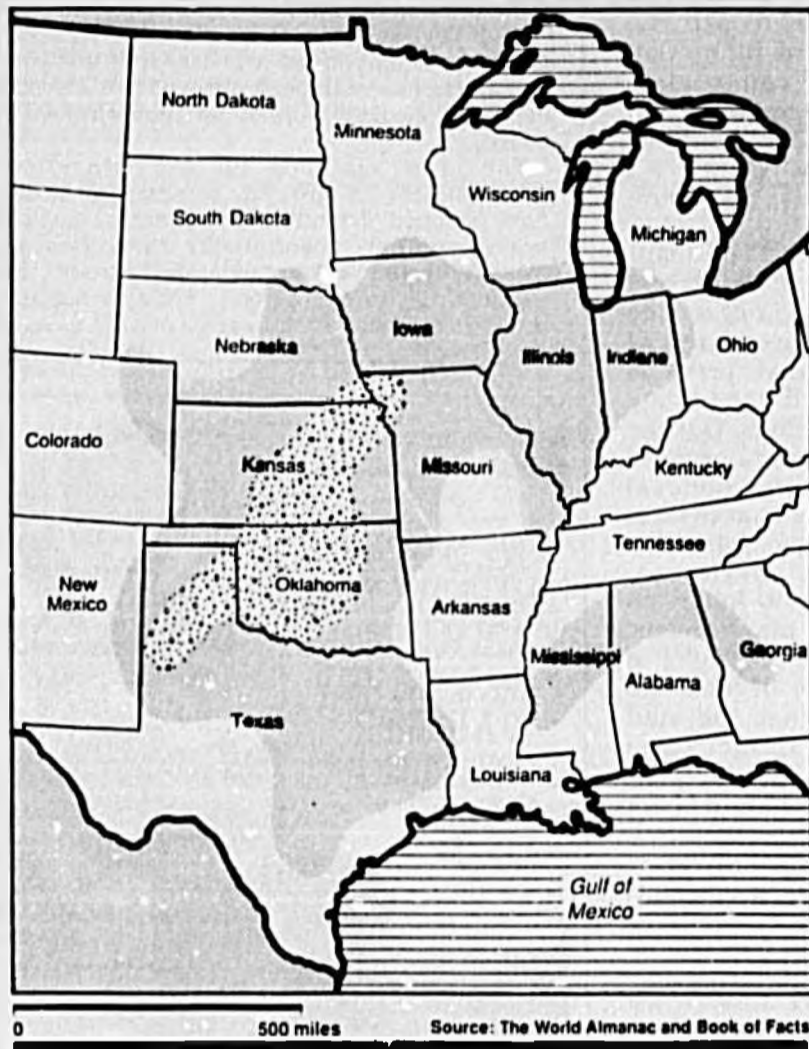 North Dakota
Minnesota
South Dakota
Wisconsin
Michigan
Nebraska
Iowa
Illinois
Indiana
Ohio
Colorado
Kansas
Missouri
Kentucky
Tennessee
New
Mexico
Oklahoma
Arkansas
Mississippi
Alabama
Georgia
Texas
Louisiana
Gulf of
Mexico
0 500 miles Source: The World Almanac and Book of Facts